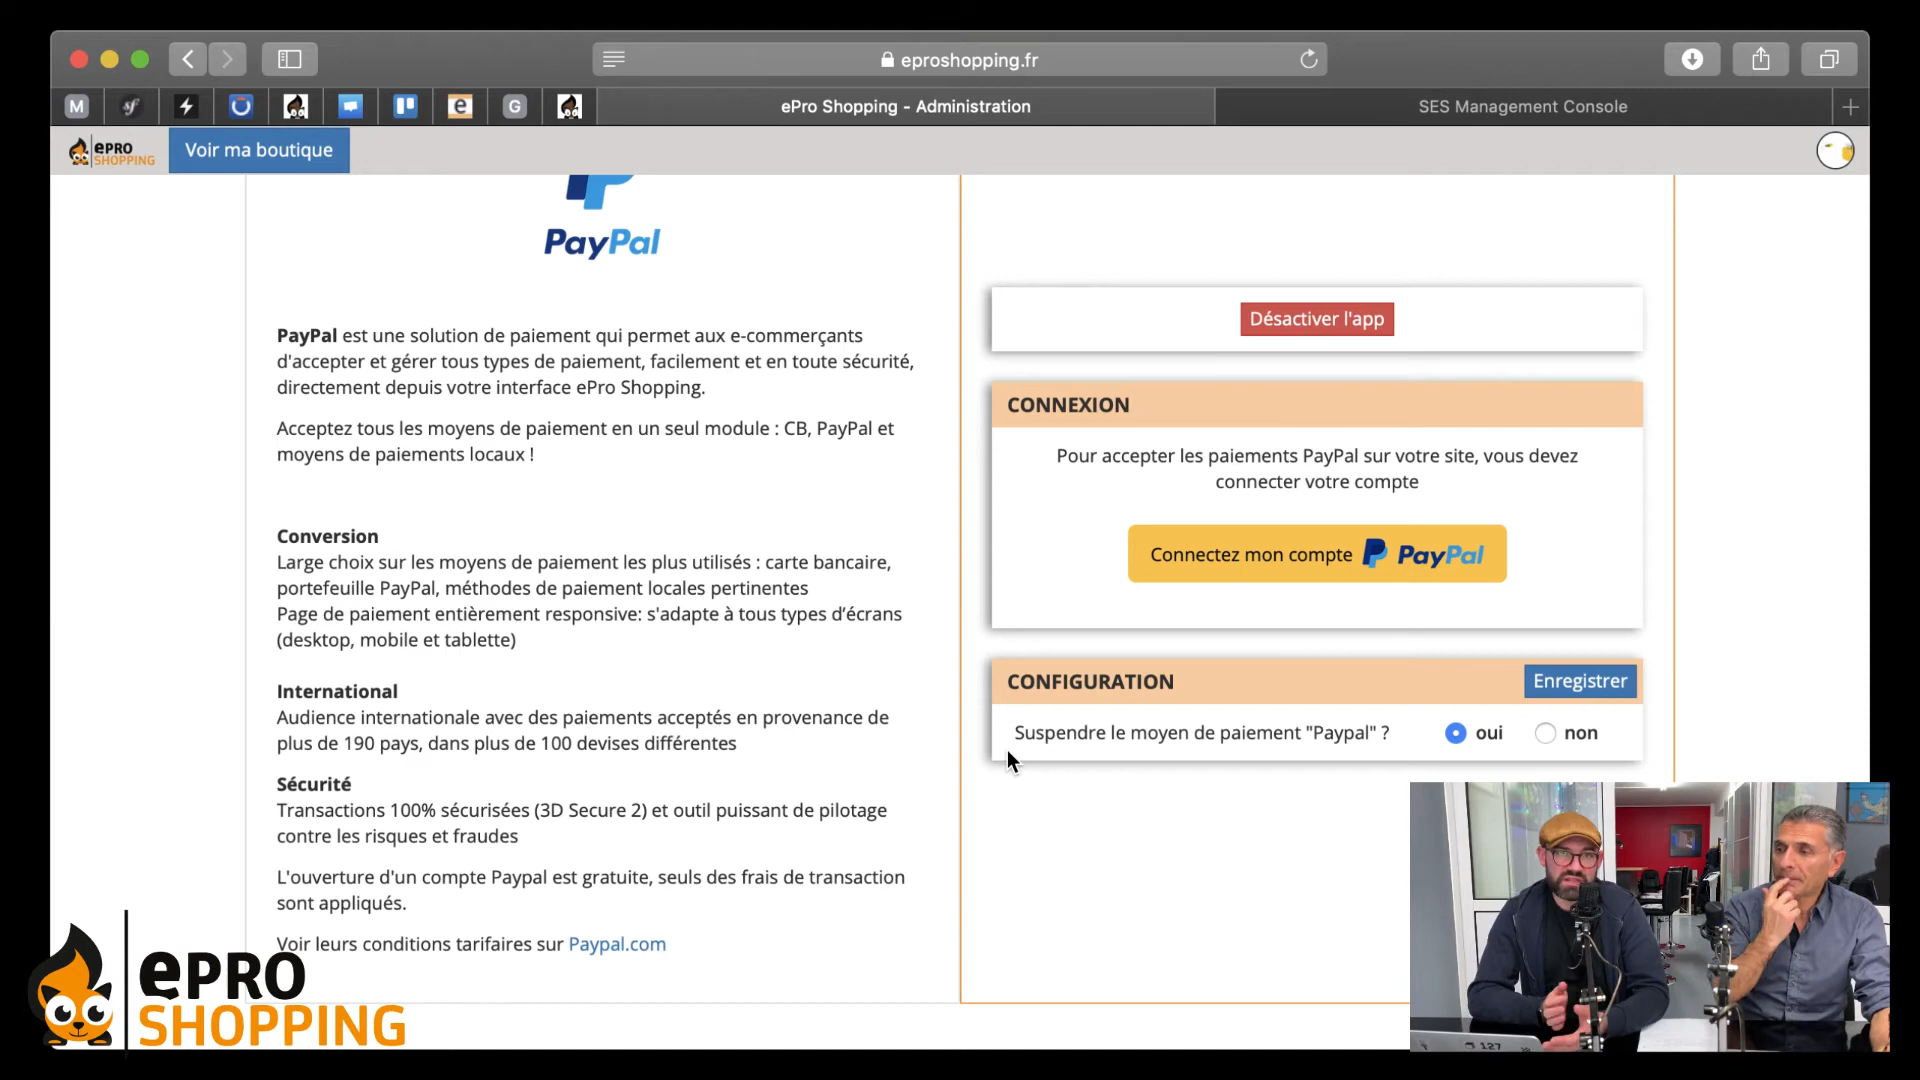 eproshopping.fr
M
sf
e
G
ePro Shopping - Administration
SES Management Console
ePRO
SHOPPING
Voir ma boutique
PayPal
PayPal est une solution de paiement qui permet aux e-commerçants
d'accepter et gérer tous types de paiement, facilement et en toute sécurité,
directement depuis votre interface ePro Shopping.
Acceptez tous les moyens de paiement en un seul module : CB, PayPal et
moyens de paiements locaux !
Conversion
Large choix sur les moyens de paiement les plus utilisés : carte bancaire,
portefeuille PayPal, méthodes de paiement locales pertinentes
Page de paiement entièrement responsive: s'adapte à tous types d’écrans
(desktop, mobile et tablette)
International
Audience internationale avec des paiements acceptés en provenance de
plus de 190 pays, dans plus de 100 devises différentes
Sécurité
Transactions 100% sécurisées (3D Secure 2) et outil puissant de pilotage
contre les risques et fraudes
L'ouverture d'un compte Paypal est gratuite, seuls des frais de transaction
sont appliqués.
Voir leurs conditions tarifaires sur Paypal.com
Désactiver l'app
CONNEXION
Pour accepter les paiements PayPal sur votre site, vous devez
connecter votre compte
Connectez mon compte PayPal
CONFIGURATION
Enregistrer
Suspendre le moyen de paiement "Paypal" ? oui non
ePRO
SHOPPING
127